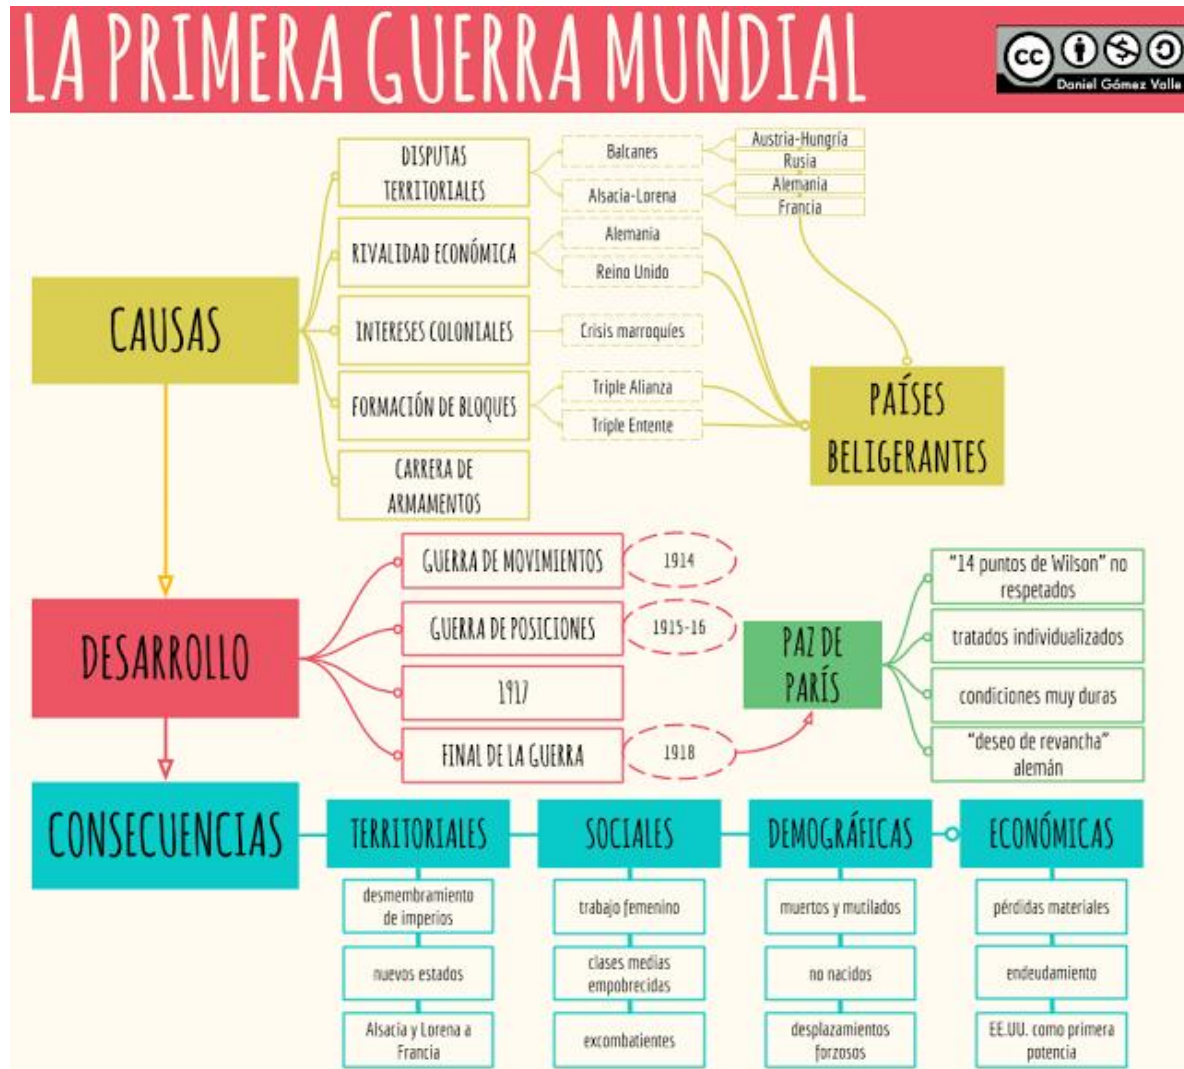 LA PRIMERA GUERRA MUNDIAL
cc
Daniel Gómez Valle
CAUSAS
DISPUTAS
TERRITORIALES
Balcanes
Austria-Hungría
Rusia
Alsacia-Lorena
Alemania
Francia
RIVALIDAD ECONÓMICA
Alemania
Reino Unido
INTERESES COLONIALES
Crisis marroquíes
FORMACIÓN DE BLOQUES
Triple Alianza
Triple Entente
CARRERA DE
ARMAMENTOS
PAÍSES
BELIGERANTES
DESARROLLO
GUERRA DE MOVIMIENTOS
1914
GUERRA DE POSICIONES
1915-16
1917
FINAL DE LA GUERRA
1918
PAZ DE
PARÍS
"14 puntos de Wilson" no
respetados
tratados individualizados
condiciones muy duras
"deseo de revancha"
alemán
CONSECUENCIAS
TERRITORIALES
desmembramiento
de imperios
nuevos estados
Alsacia y Lorena a
Francia
SOCIALES
trabajo femenino
clases medias
empobrecidas
excombatientes
DEMOGRÁFICAS
muertos y mutilados
no nacidos
desplazamientos
forzosos
ECONÓMICAS
pérdidas materiales
endeudamiento
EE.UU. como primera
potencia